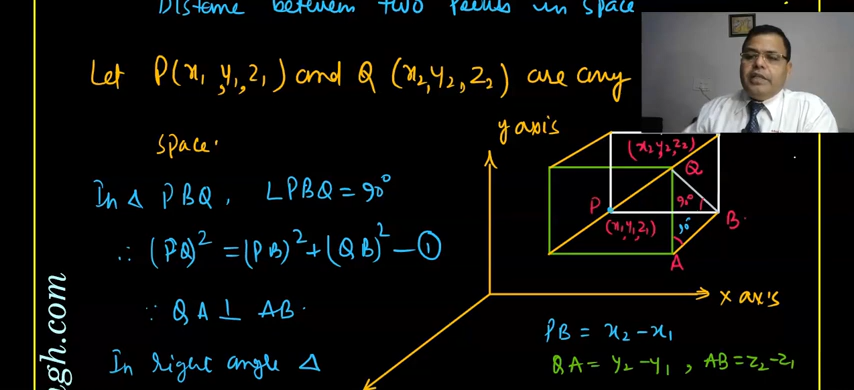 Distance between two points in space
Let P(x₁, y₁, z₁) and Q (x₂, y₂, z₂) are any
space.
In Δ PBQ, ∠PBQ = 90°
∴ (PQ)² = (PB)² + (QB)² — ①
∵ QA ⊥ AB.
In right angle Δ
y axis
(x₂ y₂, z₂)
Q
P
90°
(x₁, y₁, z₁)
90°
B
A
x axis
PB = x₂ – x₁
QA = y₂ – y₁ , AB = z₂ – z₁
gh.com